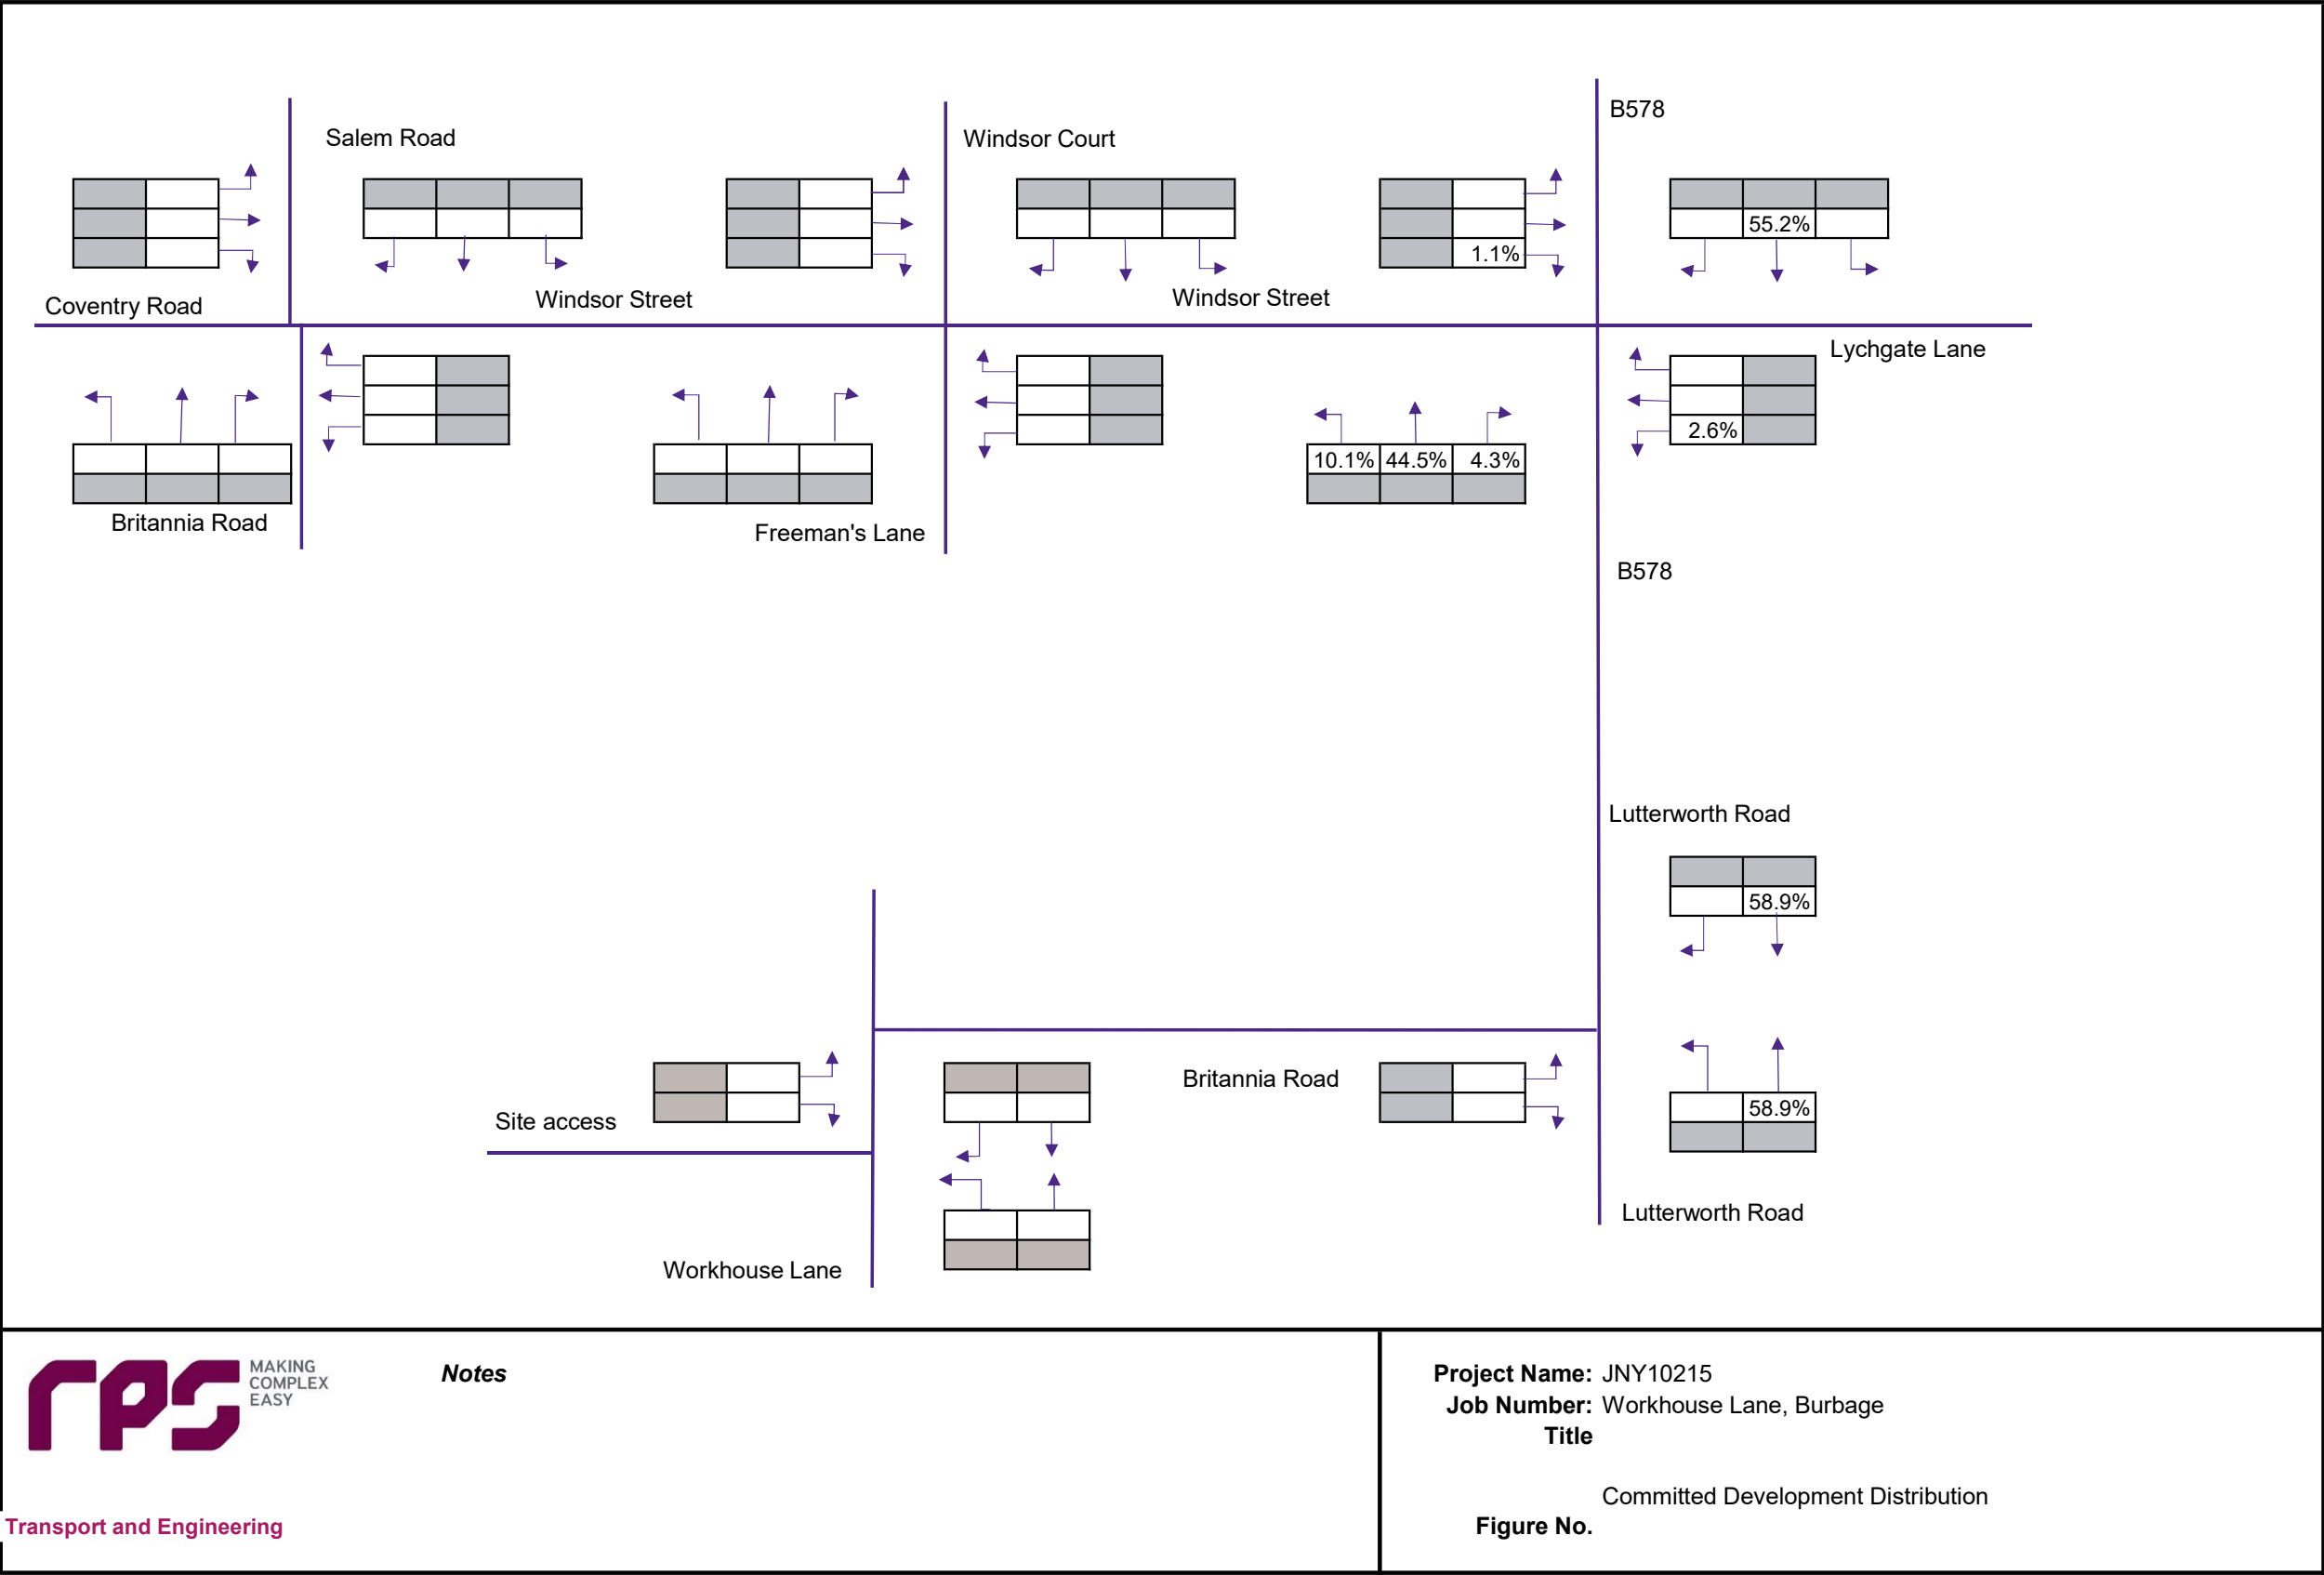 B578
Salem Road
Windsor Court
55.2%
1.1%
Coventry Road
Windsor Street
Windsor Street
Lychgate Lane
2.6%
10.1% 44.5% 4.3%
Britannia Road
Freeman's Lane
B578
Lutterworth Road
58.9%
Britannia Road
Site access
58.9%
Lutterworth Road
Workhouse Lane
rps
MAKING
COMPLEX
EASY
Transport and Engineering
Notes
Project Name: JNY10215
Job Number: Workhouse Lane, Burbage
Title
Committed Development Distribution
Figure No.